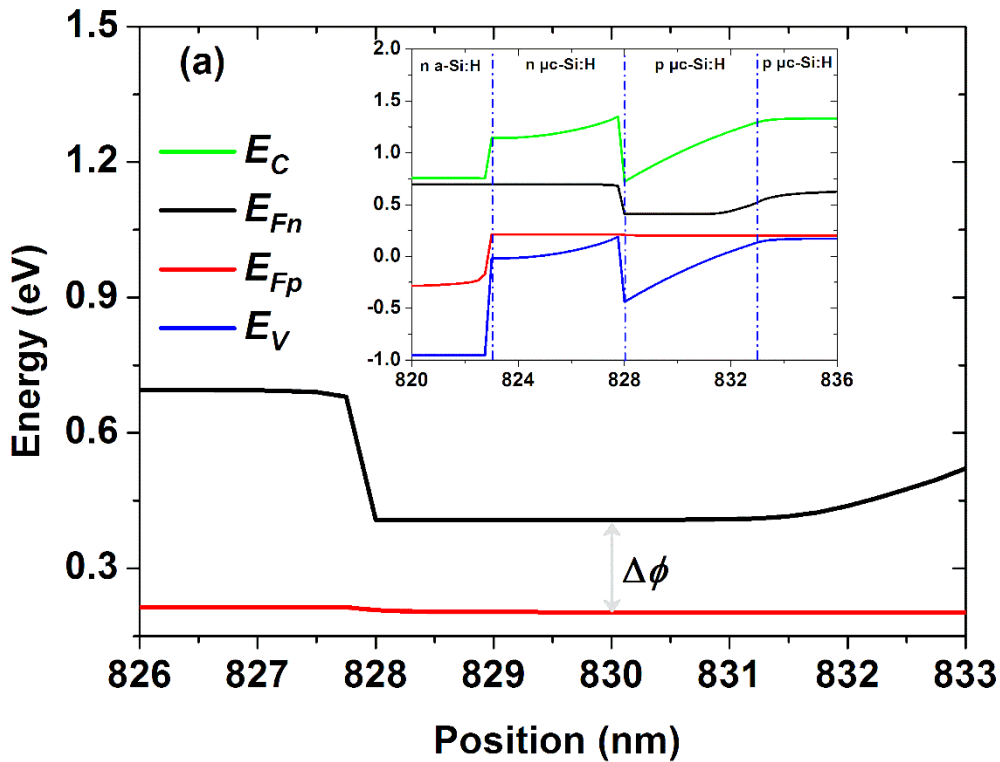 (a)
E_C
E_Fn
E_Fp
E_V
Energy (eV)
1.5
1.2
0.9
0.6
0.3
826 827 828 829 830 831 832 833
Position (nm)
Δϕ
n a-Si:H n μc-Si:H p μc-Si:H p μc-Si:H
2.0
1.5
1.0
0.5
0.0
-0.5
-1.0
820 824 828 833 836